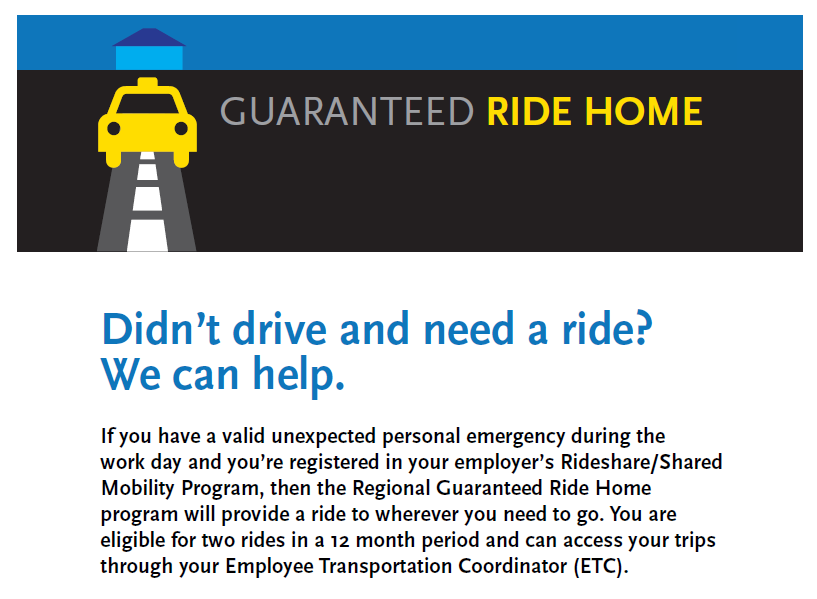 GUARANTEED RIDE HOME
Didn’t drive and need a ride?
We can help.
If you have a valid unexpected personal emergency during the
work day and you’re registered in your employer’s Rideshare/Shared
Mobility Program, then the Regional Guaranteed Ride Home
program will provide a ride to wherever you need to go. You are
eligible for two rides in a 12 month period and can access your trips
through your Employee Transportation Coordinator (ETC).